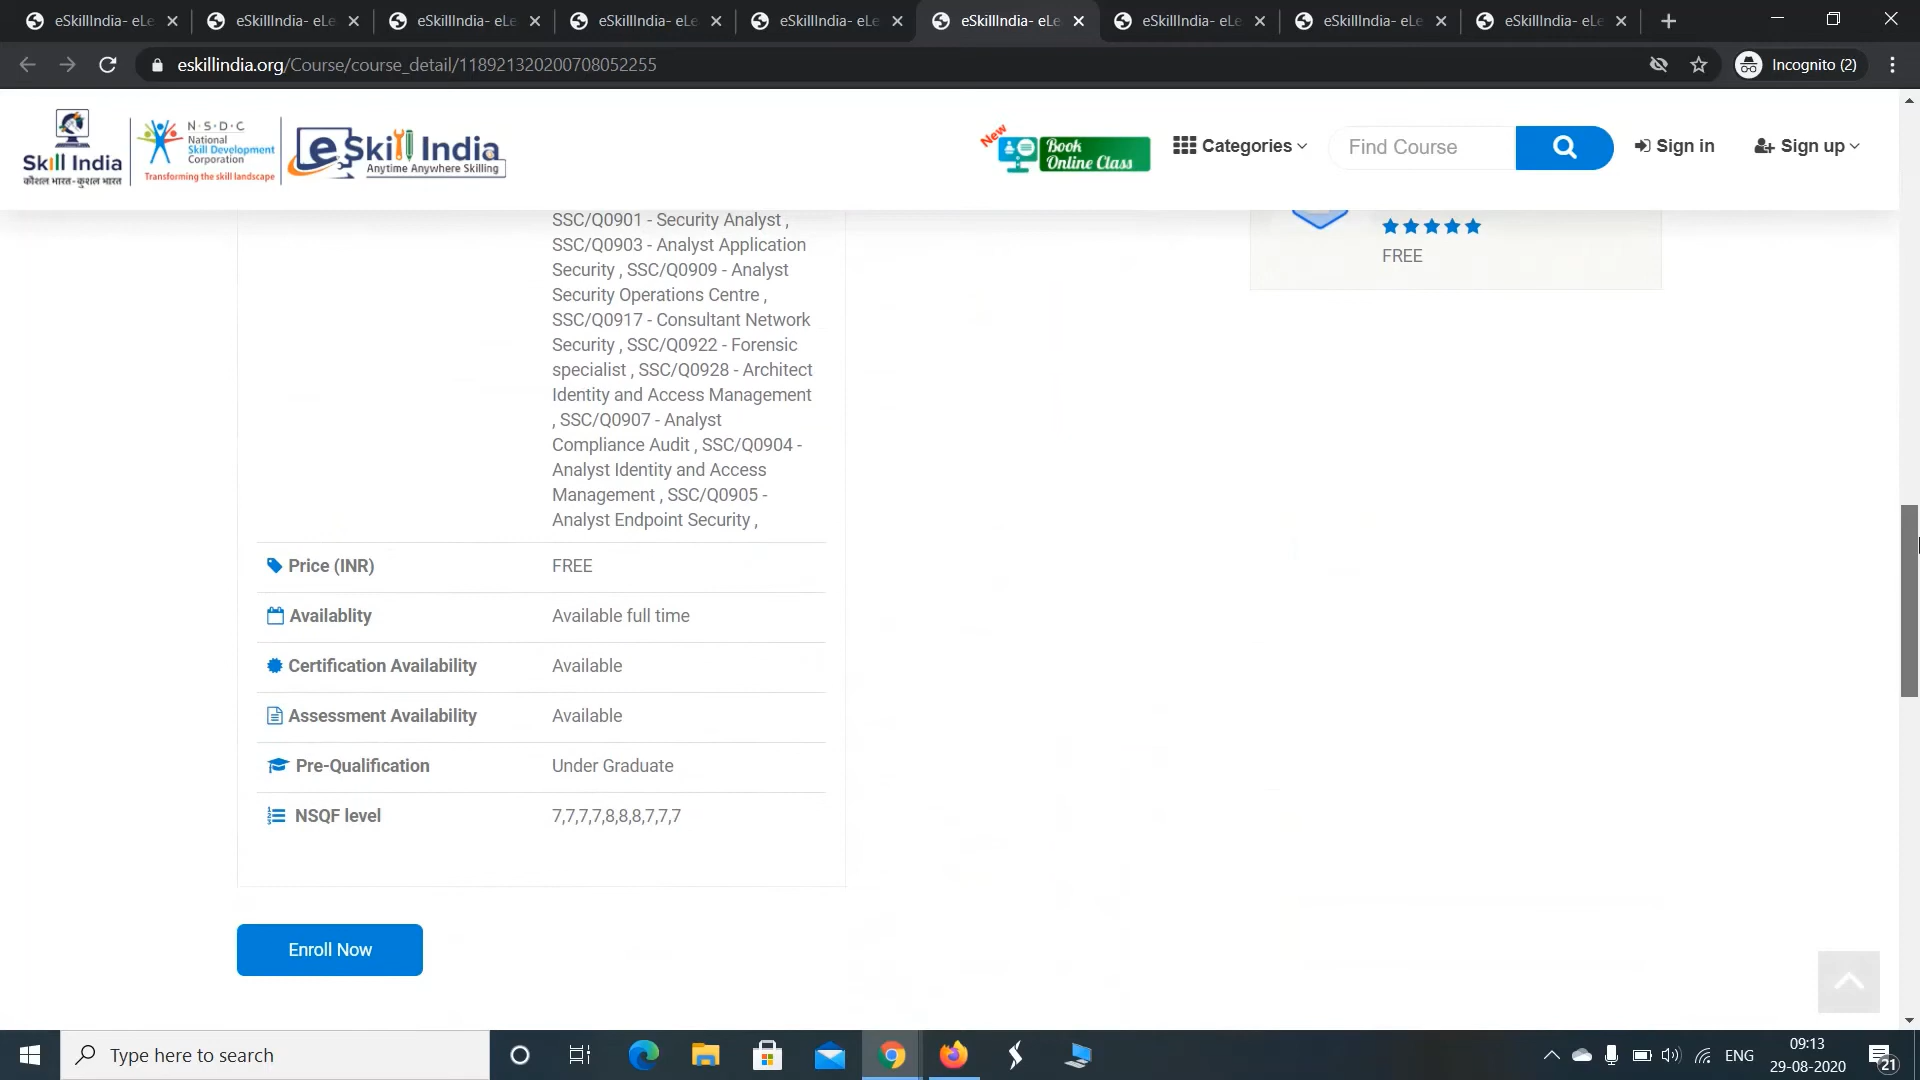 eSkillIndia- eLe
eSkillIndia- eLe
eSkillIndia- eLe
eSkillIndia- eLe
eSkillIndia- eLe
eSkillIndia- eLe
eSkillIndia- eLe
eSkillIndia- eLe
eSkillIndia- eLe
eskillindia.org/Course/course_detail/118921320200708052255
Incognito (2)
Skill India
कौशल भारत-कुशल भारत
N·S·D·C
National
Skill Development
Corporation
Transforming the skill landscape
eSkill India
Anytime Anywhere Skilling
New
Book
Online Class
Categories
Find Course
Sign in
Sign up
SSC/Q0901 - Security Analyst ,
SSC/Q0903 - Analyst Application
Security , SSC/Q0909 - Analyst
Security Operations Centre ,
SSC/Q0917 - Consultant Network
Security , SSC/Q0922 - Forensic
specialist , SSC/Q0928 - Architect
Identity and Access Management
, SSC/Q0907 - Analyst
Compliance Audit , SSC/Q0904 -
Analyst Identity and Access
Management , SSC/Q0905 -
Analyst Endpoint Security ,
FREE
Price (INR) FREE
Availablity Available full time
Certification Availability Available
Assessment Availability Available
Pre-Qualification Under Graduate
NSQF level 7,7,7,7,8,8,8,7,7,7
Enroll Now
Type here to search
ENG
09:13
29-08-2020
21